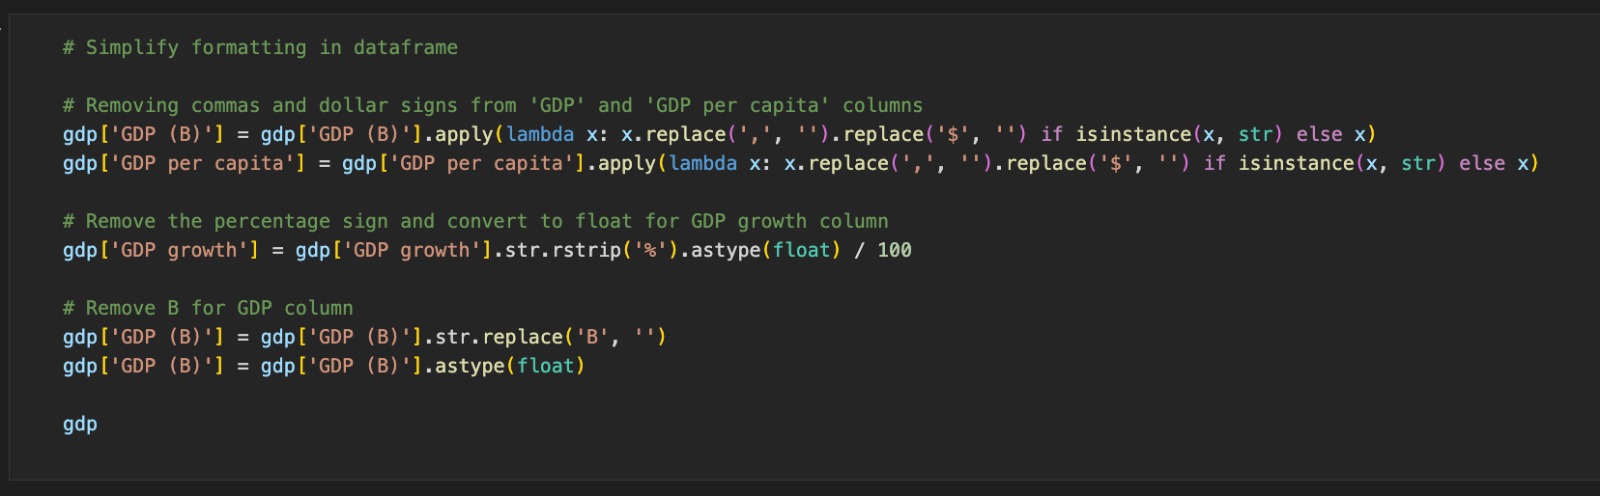 # Simplify formatting in dataframe
# Removing commas and dollar signs from 'GDP' and 'GDP per capita' columns
gdp['GDP (B)'] = gdp['GDP (B)'].apply(lambda x: x.replace(',', '').replace('$', '') if isinstance(x, str) else x)
gdp['GDP per capita'] = gdp['GDP per capita'].apply(lambda x: x.replace(',', '').replace('$', '') if isinstance(x, str) else x)
# Remove the percentage sign and convert to float for GDP growth column
gdp['GDP growth'] = gdp['GDP growth'].str.rstrip('%').astype(float) / 100
# Remove B for GDP column
gdp['GDP (B)'] = gdp['GDP (B)'].str.replace('B', '')
gdp['GDP (B)'] = gdp['GDP (B)'].astype(float)
gdp